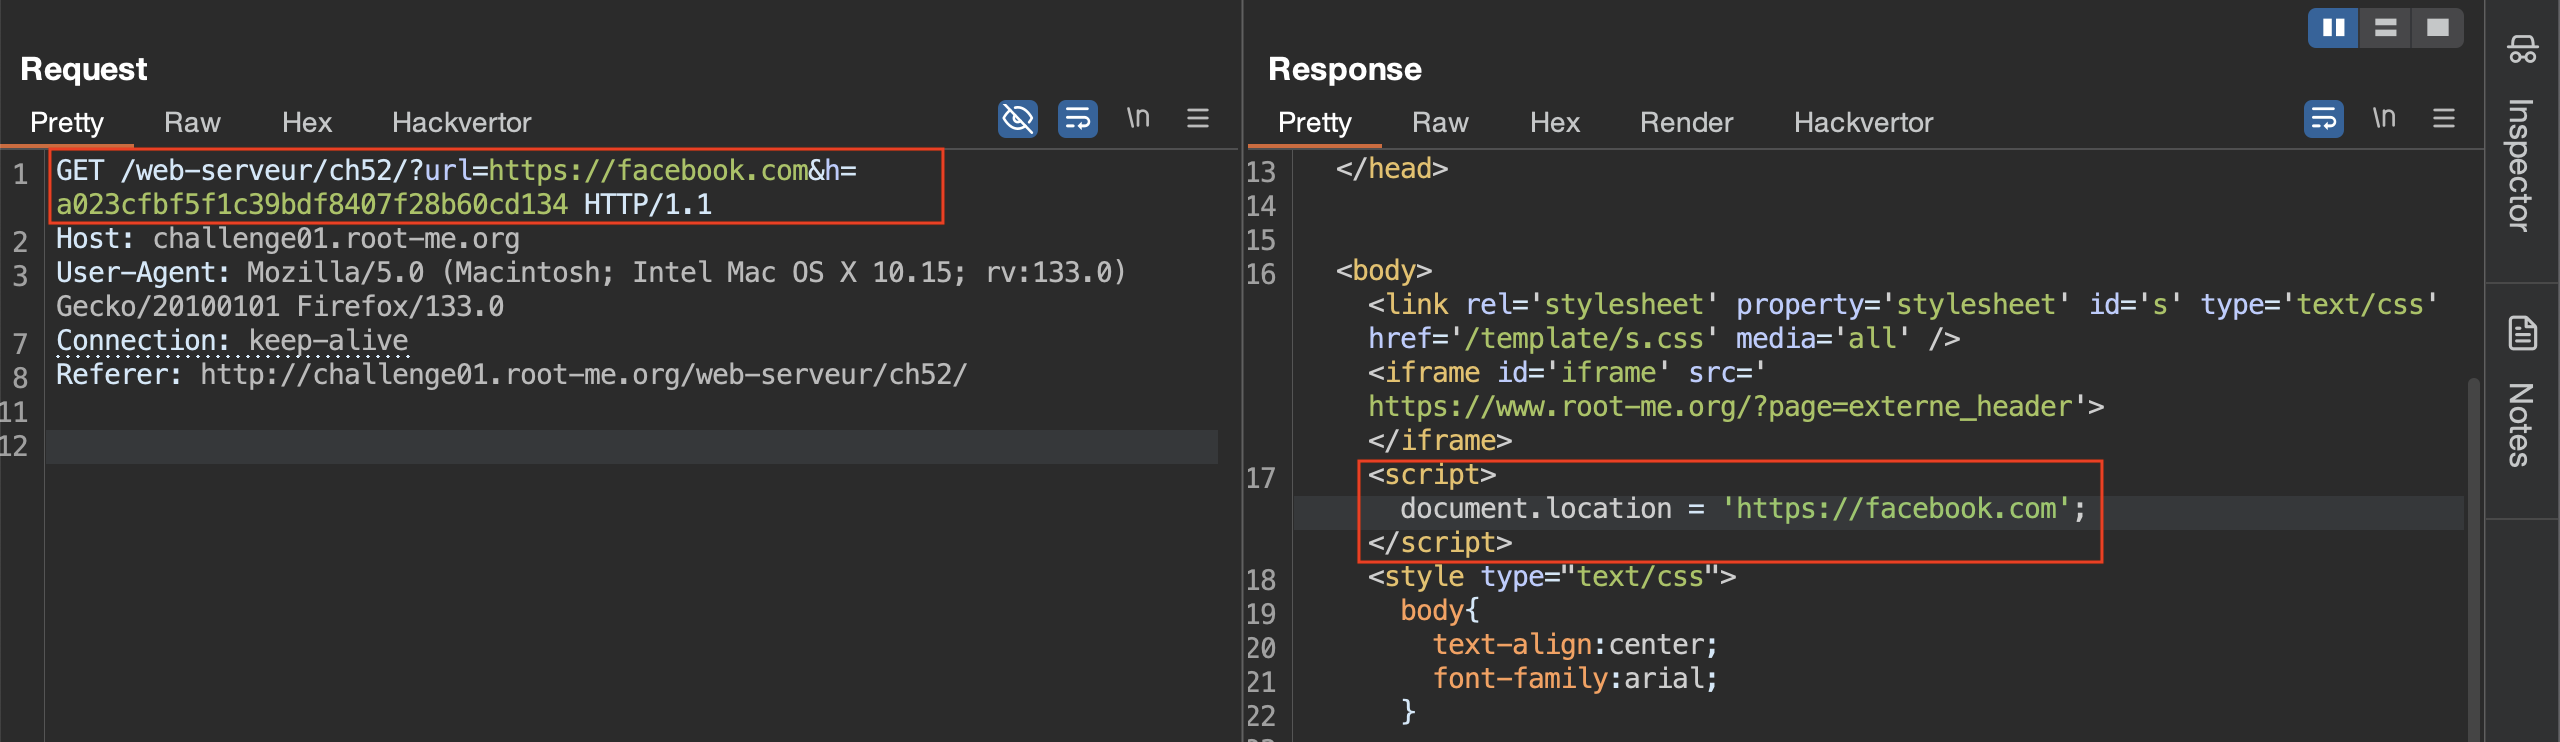 Request
Pretty Raw Hex Hackvertor \n
1 GET /web-serveur/ch52/?url=https://facebook.com&h=
a023cfbf5f1c39bdf8407f28b60cd134 HTTP/1.1
2 Host: challenge01.root-me.org
3 User-Agent: Mozilla/5.0 (Macintosh; Intel Mac OS X 10.15; rv:133.0)
Gecko/20100101 Firefox/133.0
7 Connection: keep-alive
8 Referer: http://challenge01.root-me.org/web-serveur/ch52/
11
12
Response
Pretty Raw Hex Render Hackvertor \n
13 </head>
14
15
16 <body>
<link rel='stylesheet' property='stylesheet' id='s' type='text/css'
href='/template/s.css' media='all' />
<iframe id='iframe' src='
https://www.root-me.org/?page=externe_header'>
</iframe>
17 <script>
document.location = 'https://facebook.com';
</script>
18 <style type="text/css">
19 body{
20 text-align:center;
21 font-family:arial;
22 }
Inspector
Notes